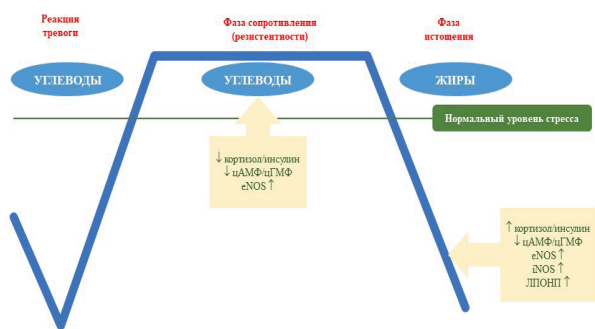 Реакция
тревоги
Фаза сопротивления
(резистентности)
Фаза
истощения
УГЛЕВОДЫ
УГЛЕВОДЫ
ЖИРЫ
Нормальный уровень стресса
↓ кортизол/инсулин
↓ цАМФ/цГМФ
eNOS ↑
↑ кортизол/инсулин
↓ цАМФ/цГМФ
eNOS ↑
iNOS ↑
ЛПОНП ↑